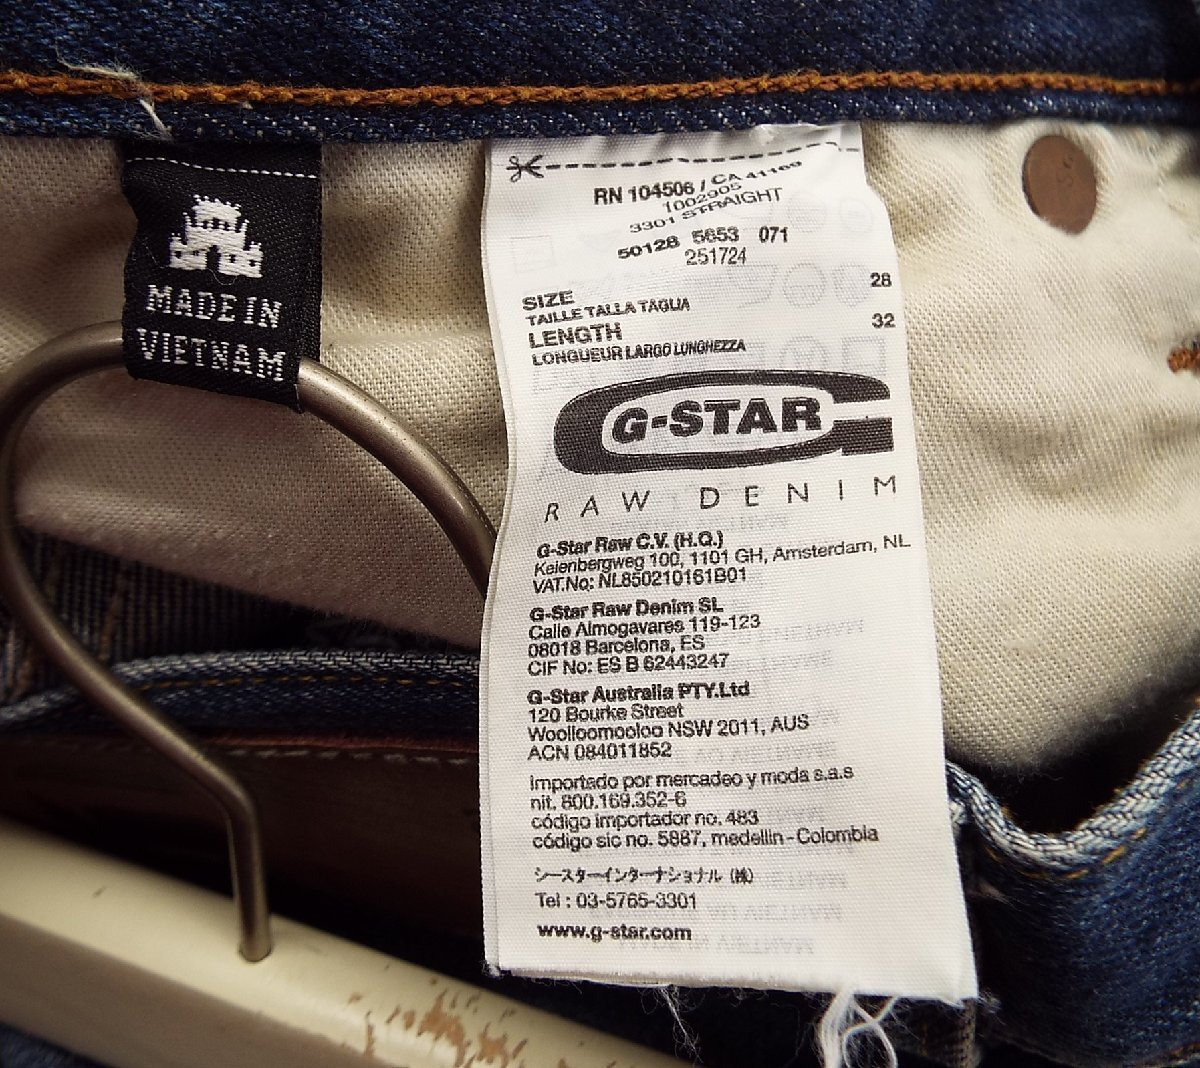 MADE IN
VIETNAM
RN 104506 / CA 41169
1002905
3301 STRAIGHT
50128 5653 071
251724
SIZE 28
TAILLE TALLA TAGLIA
LENGTH 32
LONGUEUR LARGO LUNGHEZZA
G-STAR
RAW DENIM
G-Star Raw C.V. (H.Q.)
Keienbergweg 100, 1101 GH, Amsterdam, NL
VAT.No: NL850210161B01
G-Star Raw Denim SL
Calle Almogavares 119-123
08018 Barcelona, ES
CIF No: ES B 62443247
G-Star Australia PTY.Ltd
120 Bourke Street
Woolloomooloo NSW 2011, AUS
ACN 084011852
importado por mercadeo y moda s.a.s
nit. 800.169.352-6
código importador no. 483
código sic no. 5987, medellin - Colombia
ジースターインターナショナル (株)
Tel : 03-5765-3301
www.g-star.com